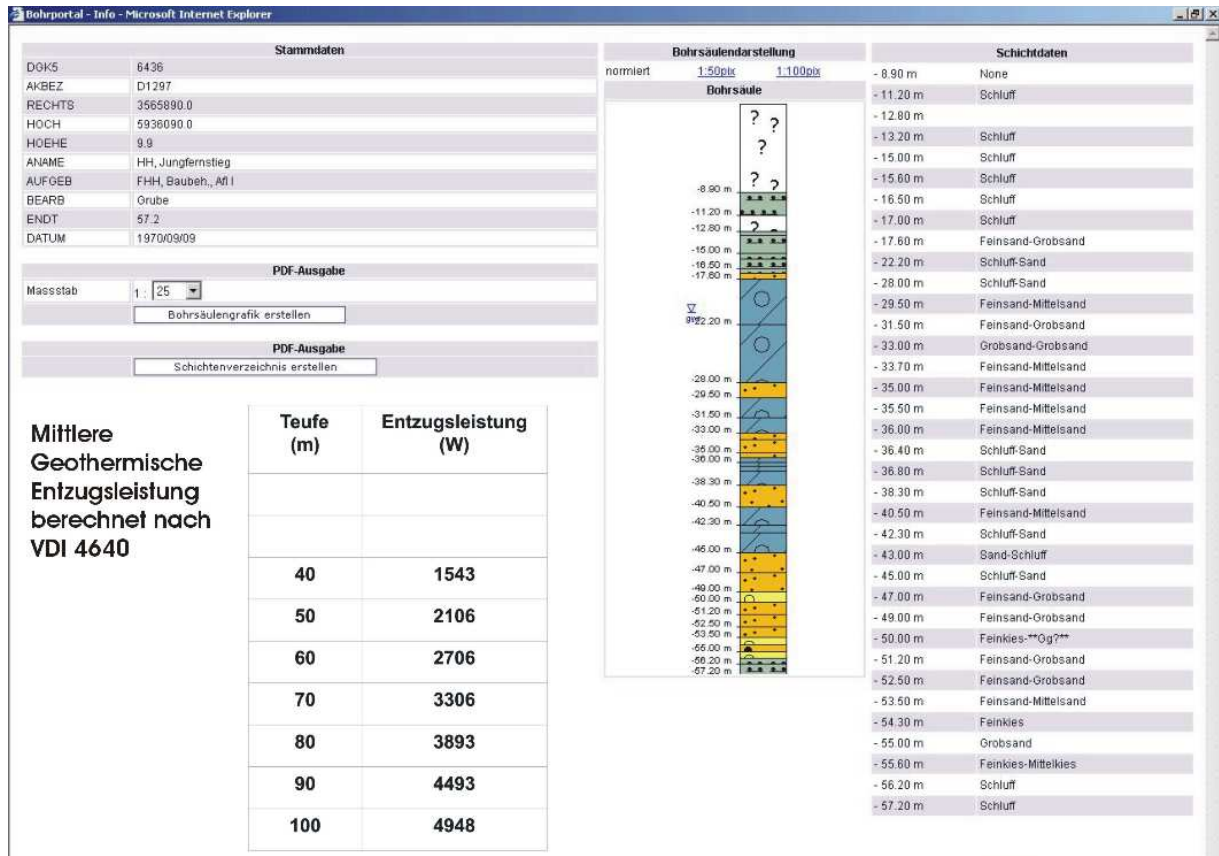 Bohrportal - Info - Microsoft Internet Explorer
Stammdaten
DGK5 6436
AKBEZ D1297
RECHTS 3565890.0
HOCH 5936090.0
HOEHE 9.9
ANAME HH, Jungfernstieg
AUFGEB FHH, Baubeh., Afl I
BEARB Grube
ENDT 57.2
DATUM 1970/09/09
PDF-Ausgabe
Massstab 1 : 25
Bohrsäulengrafik erstellen
PDF-Ausgabe
Schichtenverzeichnis erstellen
Mittlere
Geothermische
Entzugsleistung
berechnet nach
VDI 4640
Teufe Entzugsleistung
(m) (W)
40 1543
50 2106
60 2706
70 3306
80 3893
90 4493
100 4948
Bohrsäulendarstellung
normiert 1:50pix 1:100pix
Bohrsäule
? ?
?
? ?
-8.90 m
-11.20 m
-12.80 m ?
-15.00 m
-16.50 m
-17.60 m
-22.20 m
-28.00 m
-29.50 m
-31.50 m
-33.00 m
-35.00 m
-36.00 m
-38.30 m
-40.50 m
-42.30 m
-45.00 m
-47.00 m
-49.00 m
-50.00 m
-51.20 m
-52.50 m
-53.50 m
-55.00 m
-56.20 m
-57.20 m
Schichtdaten
- 8.90 m None
- 11.20 m Schluff
- 12.80 m
- 13.20 m Schluff
- 15.00 m Schluff
- 15.60 m Schluff
- 16.50 m Schluff
- 17.00 m Schluff
- 17.60 m Feinsand-Grobsand
- 22.20 m Schluff-Sand
- 28.00 m Schluff-Sand
- 29.50 m Feinsand-Mittelsand
- 31.50 m Feinsand-Grobsand
- 33.00 m Grobsand-Grobsand
- 33.70 m Feinsand-Mittelsand
- 35.00 m Feinsand-Mittelsand
- 35.50 m Feinsand-Mittelsand
- 36.00 m Feinsand-Mittelsand
- 36.40 m Schluff-Sand
- 36.80 m Schluff-Sand
- 38.30 m Schluff-Sand
- 40.50 m Feinsand-Mittelsand
- 42.30 m Schluff-Sand
- 43.00 m Sand-Schluff
- 45.00 m Schluff-Sand
- 47.00 m Feinsand-Grobsand
- 49.00 m Feinsand-Grobsand
- 50.00 m Feinkies-**Gg?**
- 51.20 m Feinsand-Grobsand
- 52.50 m Feinsand-Grobsand
- 53.50 m Feinsand-Mittelsand
- 54.30 m Feinkies
- 55.00 m Grobsand
- 55.60 m Feinkies-Mittelkies
- 56.20 m Schluff
- 57.20 m Schluff